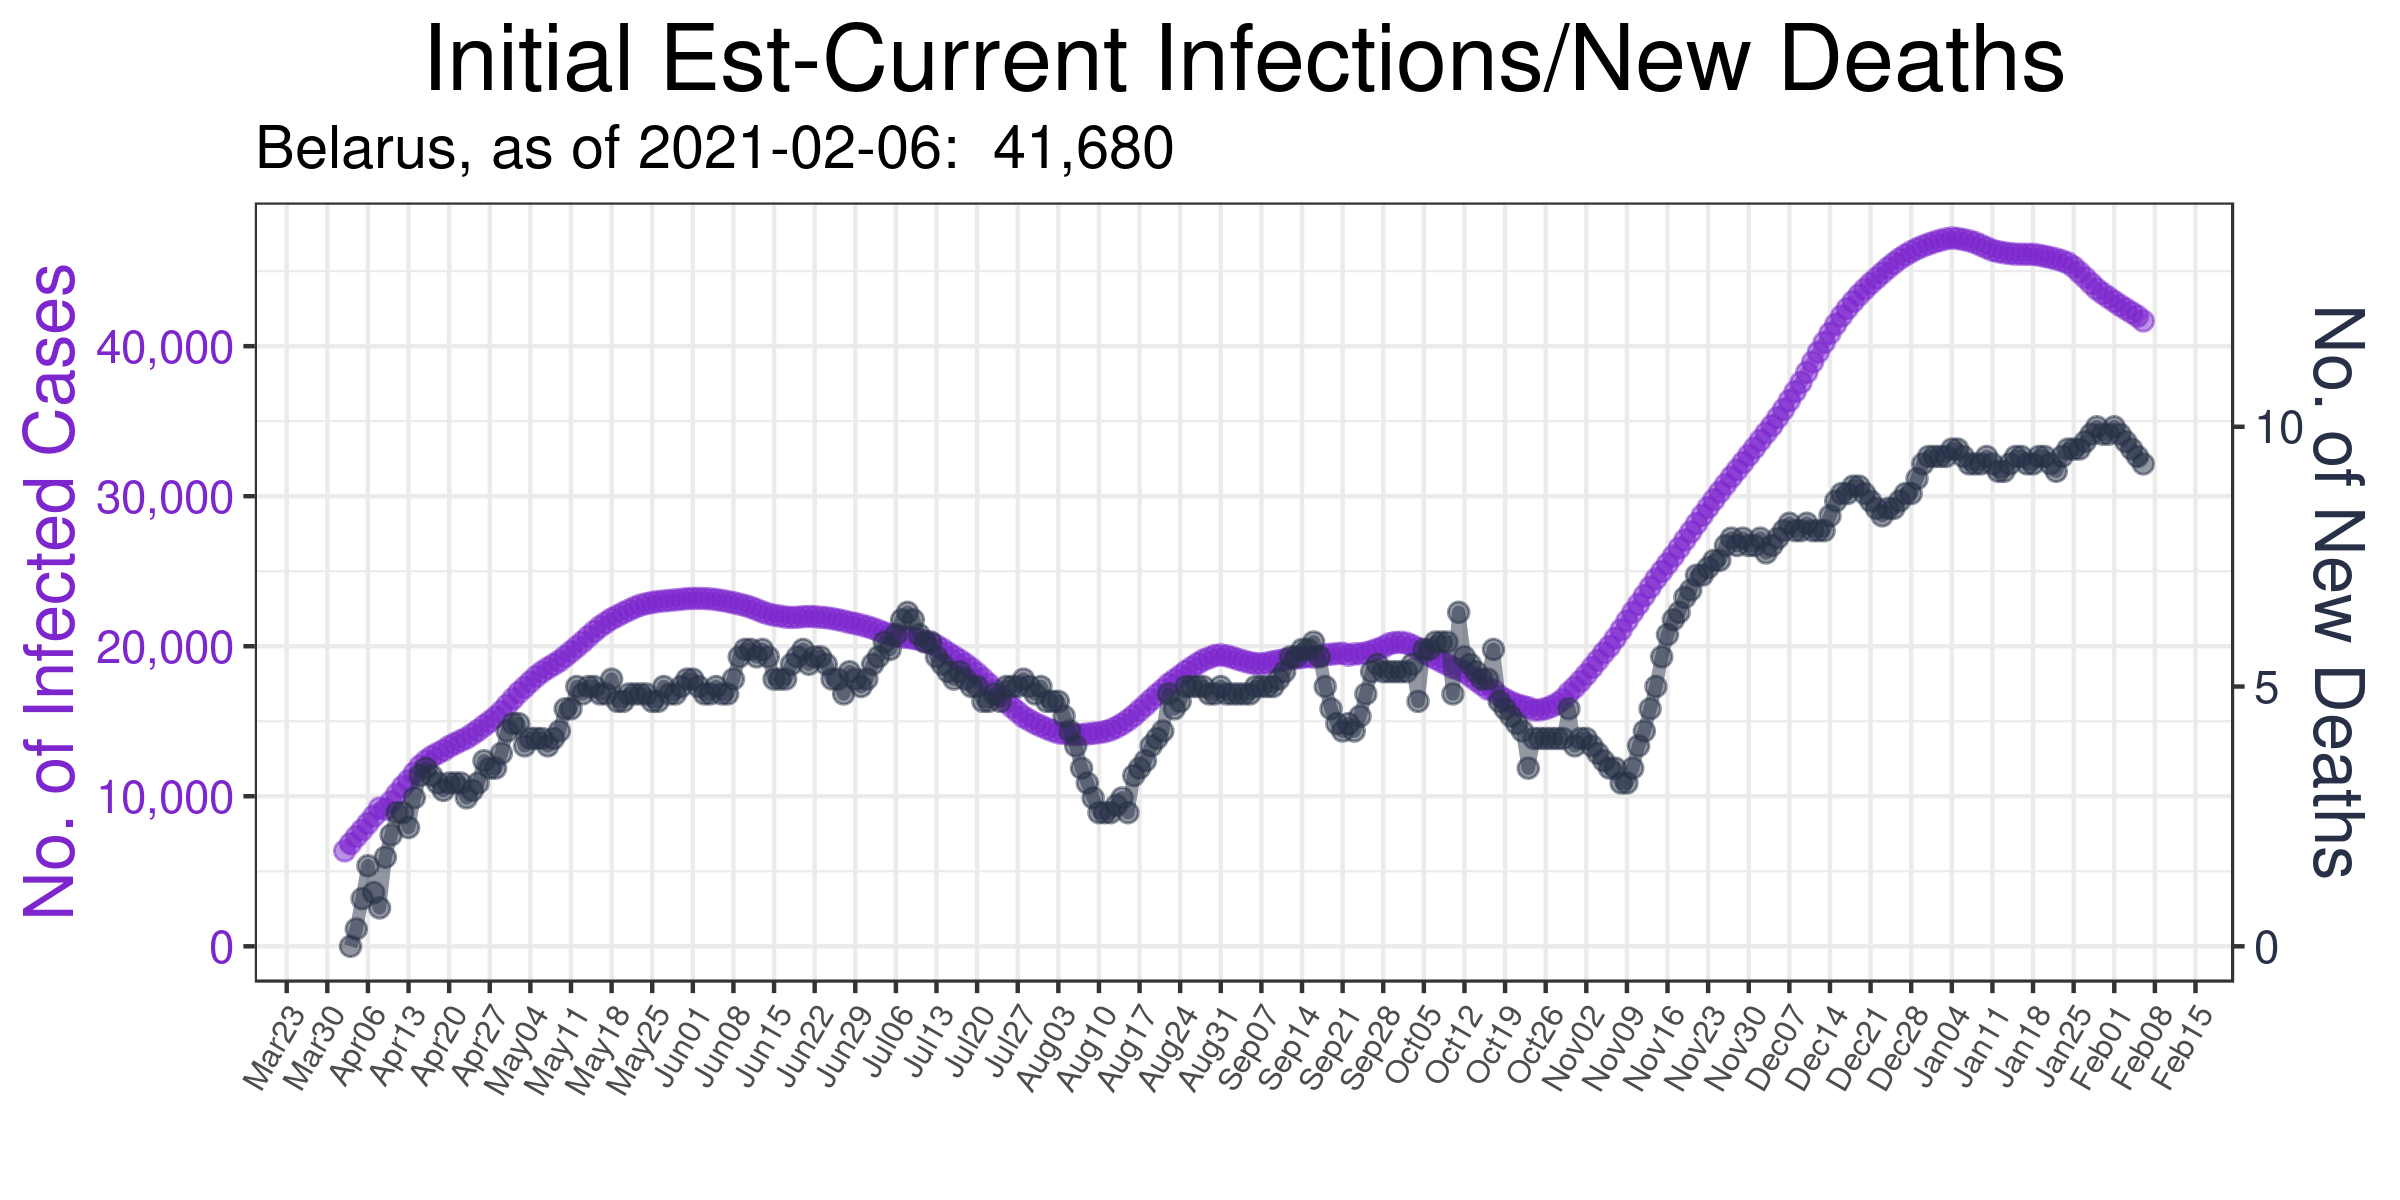 Initial Est-Current Infections/New Deaths
Belarus, as of 2021-02-06:  41,680
No. of Infected Cases
40,000
30,000
20,000
10,000
0
No. of New Deaths
10
5
0
Mar23
Mar30
Apr06
Apr13
Apr20
Apr27
May04
May11
May18
May25
Jun01
Jun08
Jun15
Jun22
Jun29
Jul06
Jul13
Jul20
Jul27
Aug03
Aug10
Aug17
Aug24
Aug31
Sep07
Sep14
Sep21
Sep28
Oct05
Oct12
Oct19
Oct26
Nov02
Nov09
Nov16
Nov23
Nov30
Dec07
Dec14
Dec21
Dec28
Jan04
Jan11
Jan18
Jan25
Feb01
Feb08
Feb15